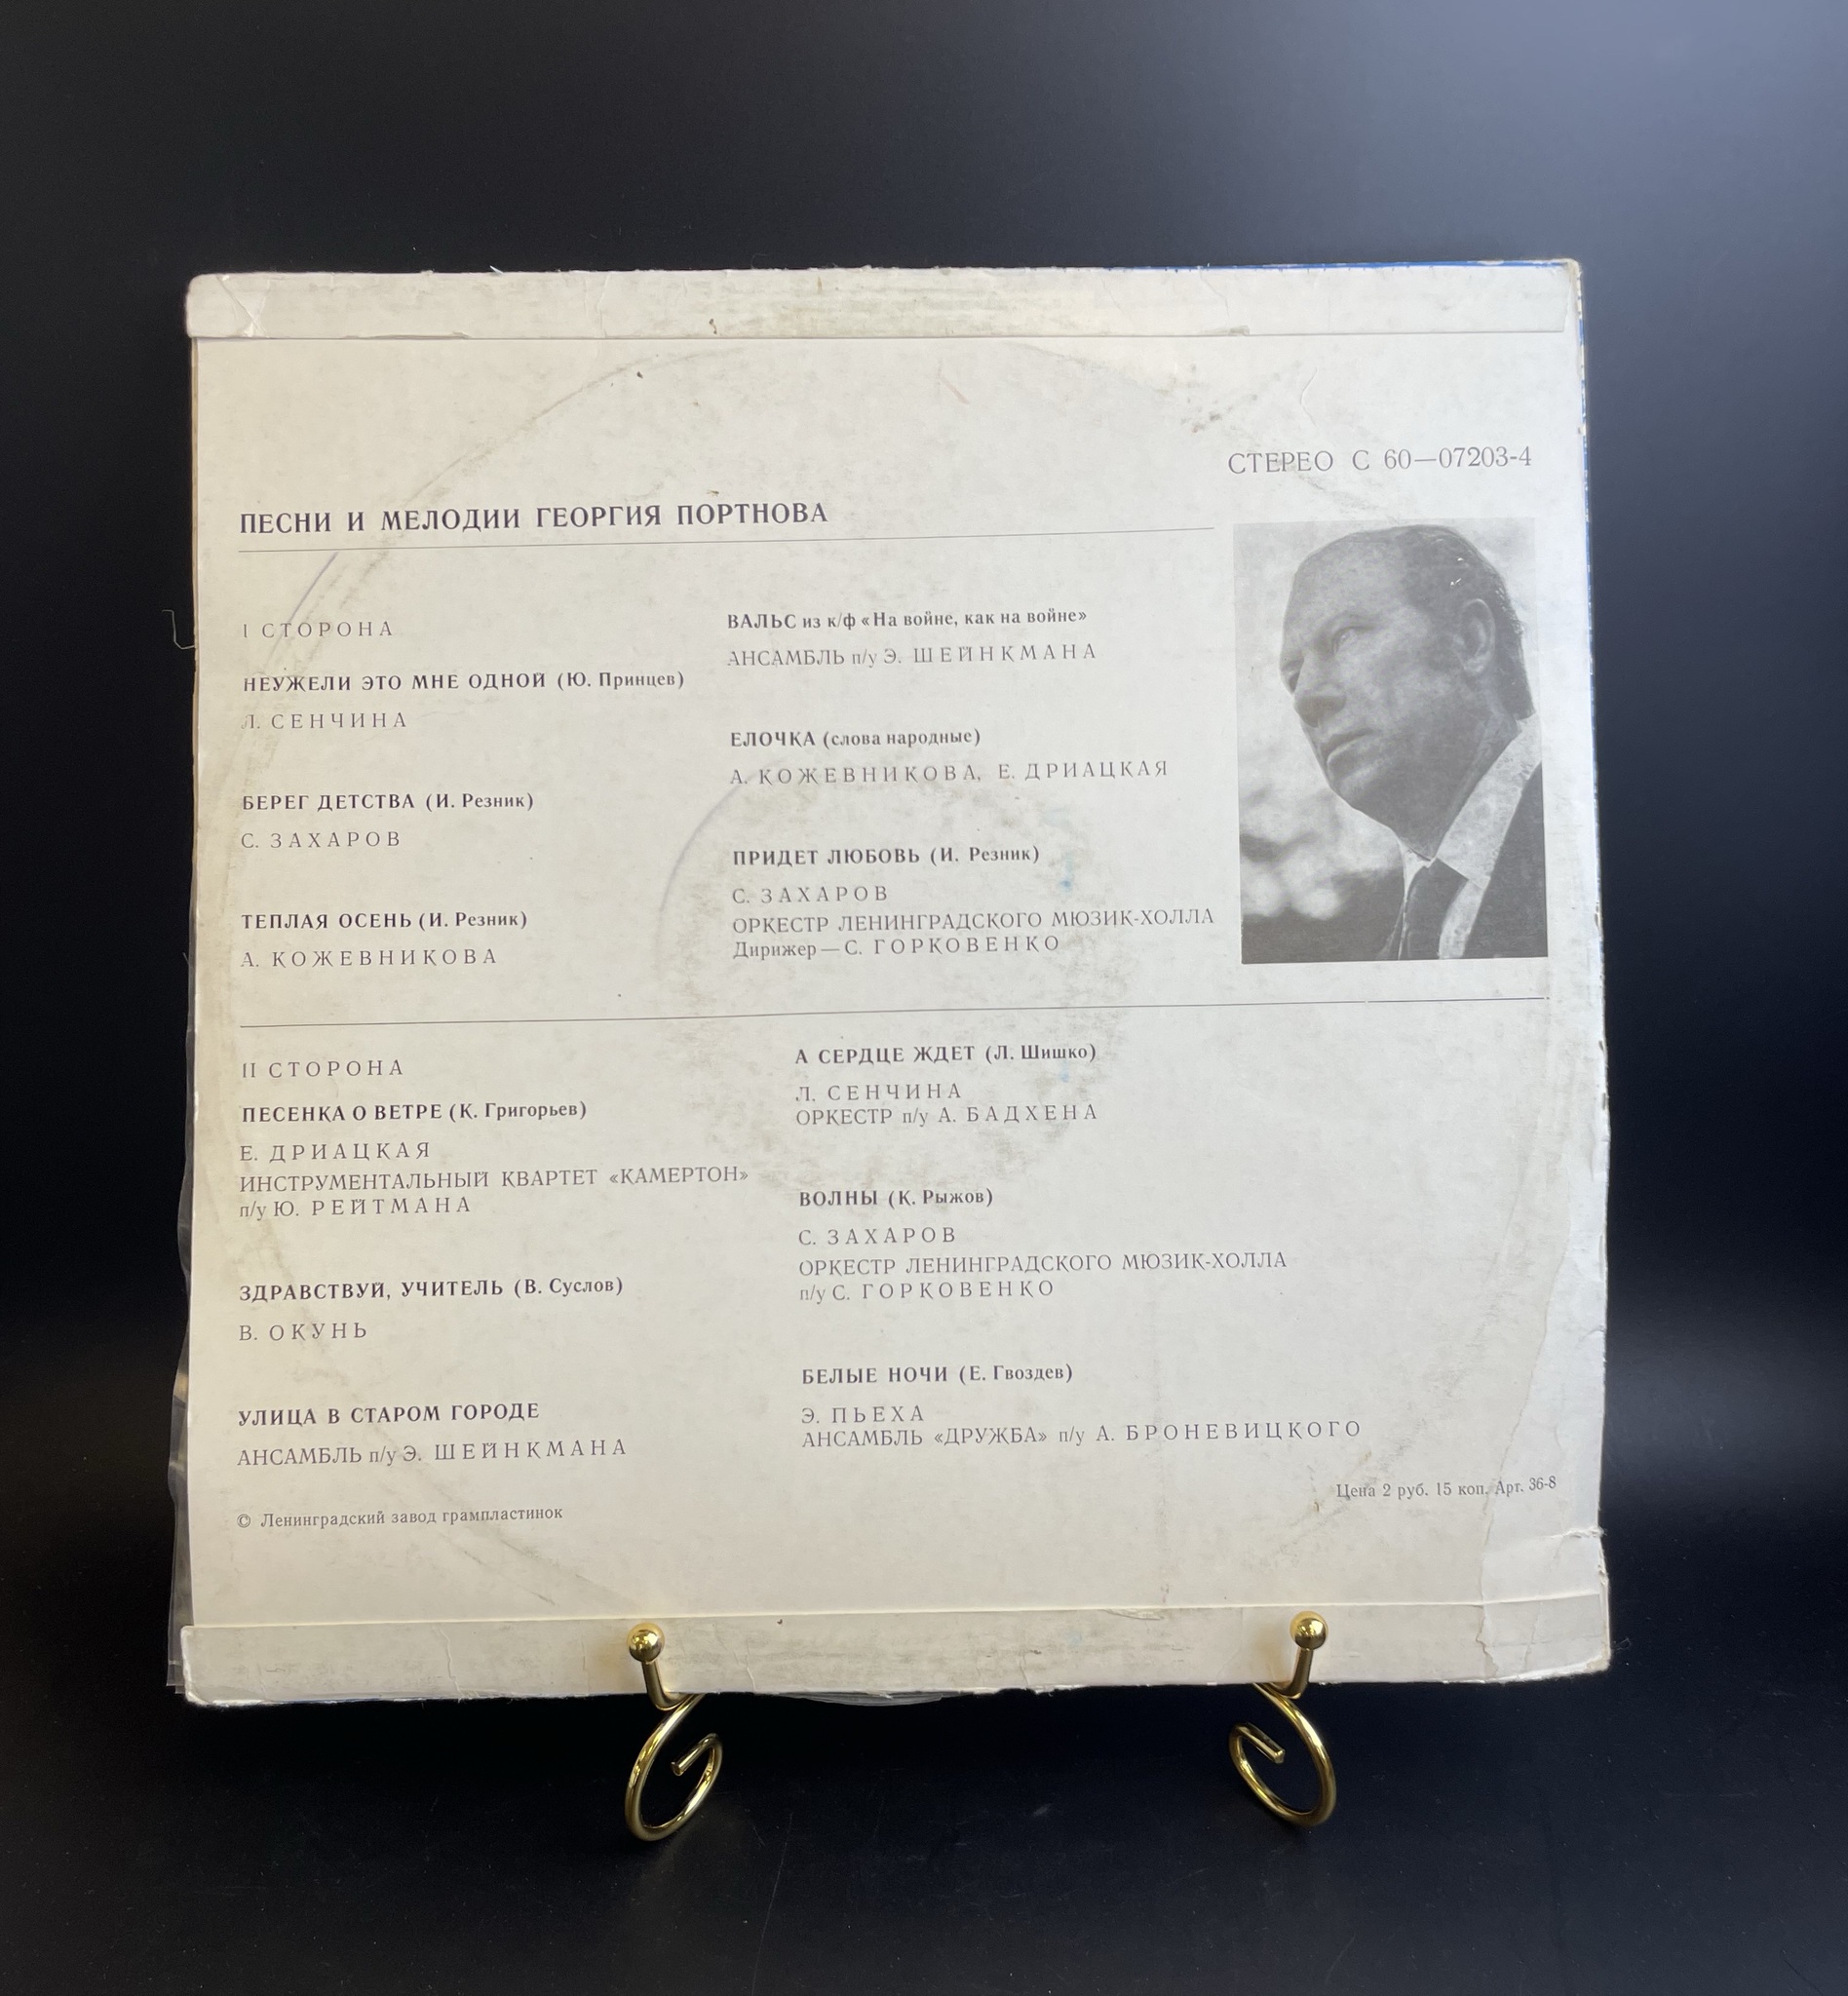 СТЕРЕО С 60—07203-4
ПЕСНИ И МЕЛОДИИ ГЕОРГИЯ ПОРТНОВА
I СТОРОНА
НЕУЖЕЛИ ЭТО МНЕ ОДНОЙ (Ю. Принцев)
Л. СЕНЧИНА
БЕРЕГ ДЕТСТВА (И. Резник)
С. ЗАХАРОВ
ТЕПЛАЯ ОСЕНЬ (И. Резник)
А. КОЖЕВНИКОВА
ВАЛЬС из к/ф «На войне, как на войне»
АНСАМБЛЬ п/у Э. ШЕЙНКМАНА
ЕЛОЧКА (слова народные)
А. КОЖЕВНИКОВА, Е. ДРИАЦКАЯ
ПРИДЕТ ЛЮБОВЬ (И. Резник)
С. ЗАХАРОВ
ОРКЕСТР ЛЕНИНГРАДСКОГО МЮЗИК-ХОЛЛА
Дирижер — С. ГОРКОВЕНКО
II СТОРОНА
ПЕСЕНКА О ВЕТРЕ (К. Григорьев)
Е. ДРИАЦКАЯ
ИНСТРУМЕНТАЛЬНЫЙ КВАРТЕТ «КАМЕРТОН»
п/у Ю. РЕЙТМАНА
ЗДРАВСТВУЙ, УЧИТЕЛЬ (В. Суслов)
В. ОКУНЬ
УЛИЦА В СТАРОМ ГОРОДЕ
АНСАМБЛЬ п/у Э. ШЕЙНКМАНА
А СЕРДЦЕ ЖДЕТ (Л. Шишко)
Л. СЕНЧИНА
ОРКЕСТР п/у А. БАДХЕНА
ВОЛНЫ (К. Рыжов)
С. ЗАХАРОВ
ОРКЕСТР ЛЕНИНГРАДСКОГО МЮЗИК-ХОЛЛА
п/у С. ГОРКОВЕНКО
БЕЛЫЕ НОЧИ (Е. Гвоздев)
Э. ПЬЕХА
АНСАМБЛЬ «ДРУЖБА» п/у А. БРОНЕВИЦКОГО
Цена 2 руб. 15 коп. Арт. 36-8
© Ленинградский завод грампластинок